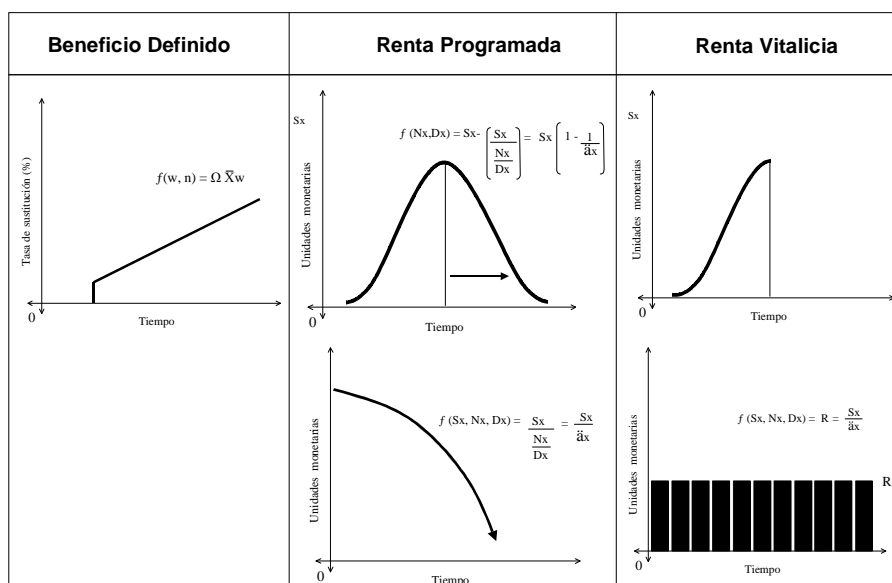 Beneficio Definido
Renta Programada
Renta Vitalicia
Tasa de sustitución (%)
f(w, n) = Ω X̄w
0
Tiempo
Sx
Unidades monetarias
f (Nx,Dx) = Sx- ( Sx / (Nx / Dx) ) = Sx ( 1 - 1 / äx )
0
Tiempo
Sx
Unidades monetarias
0
Tiempo
Unidades monetarias
f (Sx, Nx, Dx) = Sx / (Nx / Dx) = Sx / äx
0
Tiempo
Unidades monetarias
f (Sx, Nx, Dx) = R = Sx / äx
R
0
Tiempo